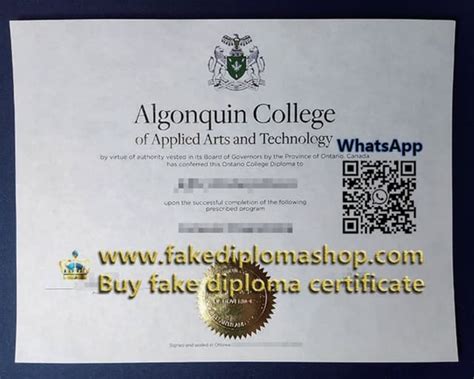 Algonquin College
of Applied Arts and Technology
WhatsApp
by virtue of authority vested in its Board of Governors by the Province of Ontario, Canada
has conferred this Ontario College Diploma to
upon the successful completion of the following
prescribed program
www.fakediplomashop.com
Buy fake diploma certificate
Signed and sealed in Ottawa